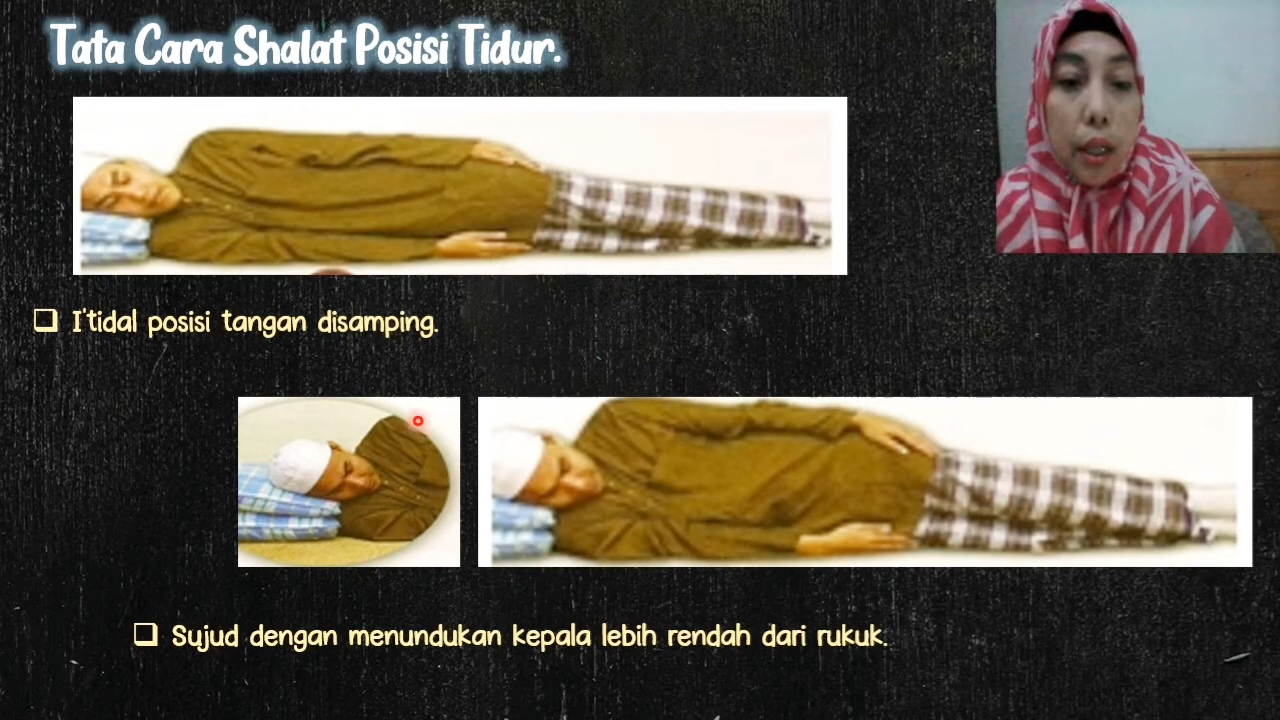 Tata Cara Shalat Posisi Tidur.
I'tidal posisi tangan disamping.
Sujud dengan menundukan kepala lebih rendah dari rukuk.